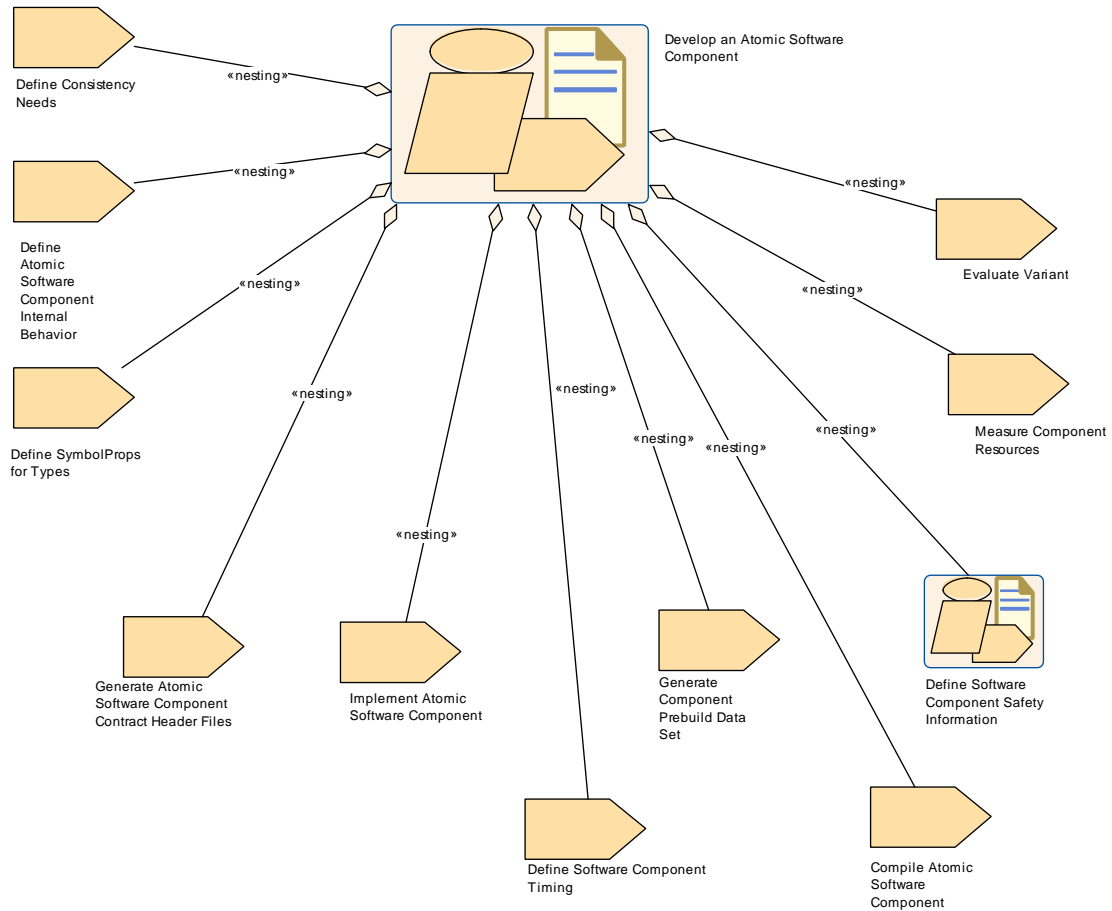 Develop an Atomic Software
Component
Define Consistency
Needs
«nesting»
«nesting»
Define
Atomic
Software
Component
Internal
Behavior
«nesting»
Define SymbolProps
for Types
«nesting»
Evaluate Variant
«nesting»
Measure Component
Resources
«nesting»
«nesting»
«nesting»
«nesting»
«nesting»
«nesting»
Generate Atomic
Software Component
Contract Header Files
Implement Atomic
Software Component
Generate
Component
Prebuild Data
Set
Define Software
Component Safety
Information
Define Software Component
Timing
Compile Atomic
Software
Component